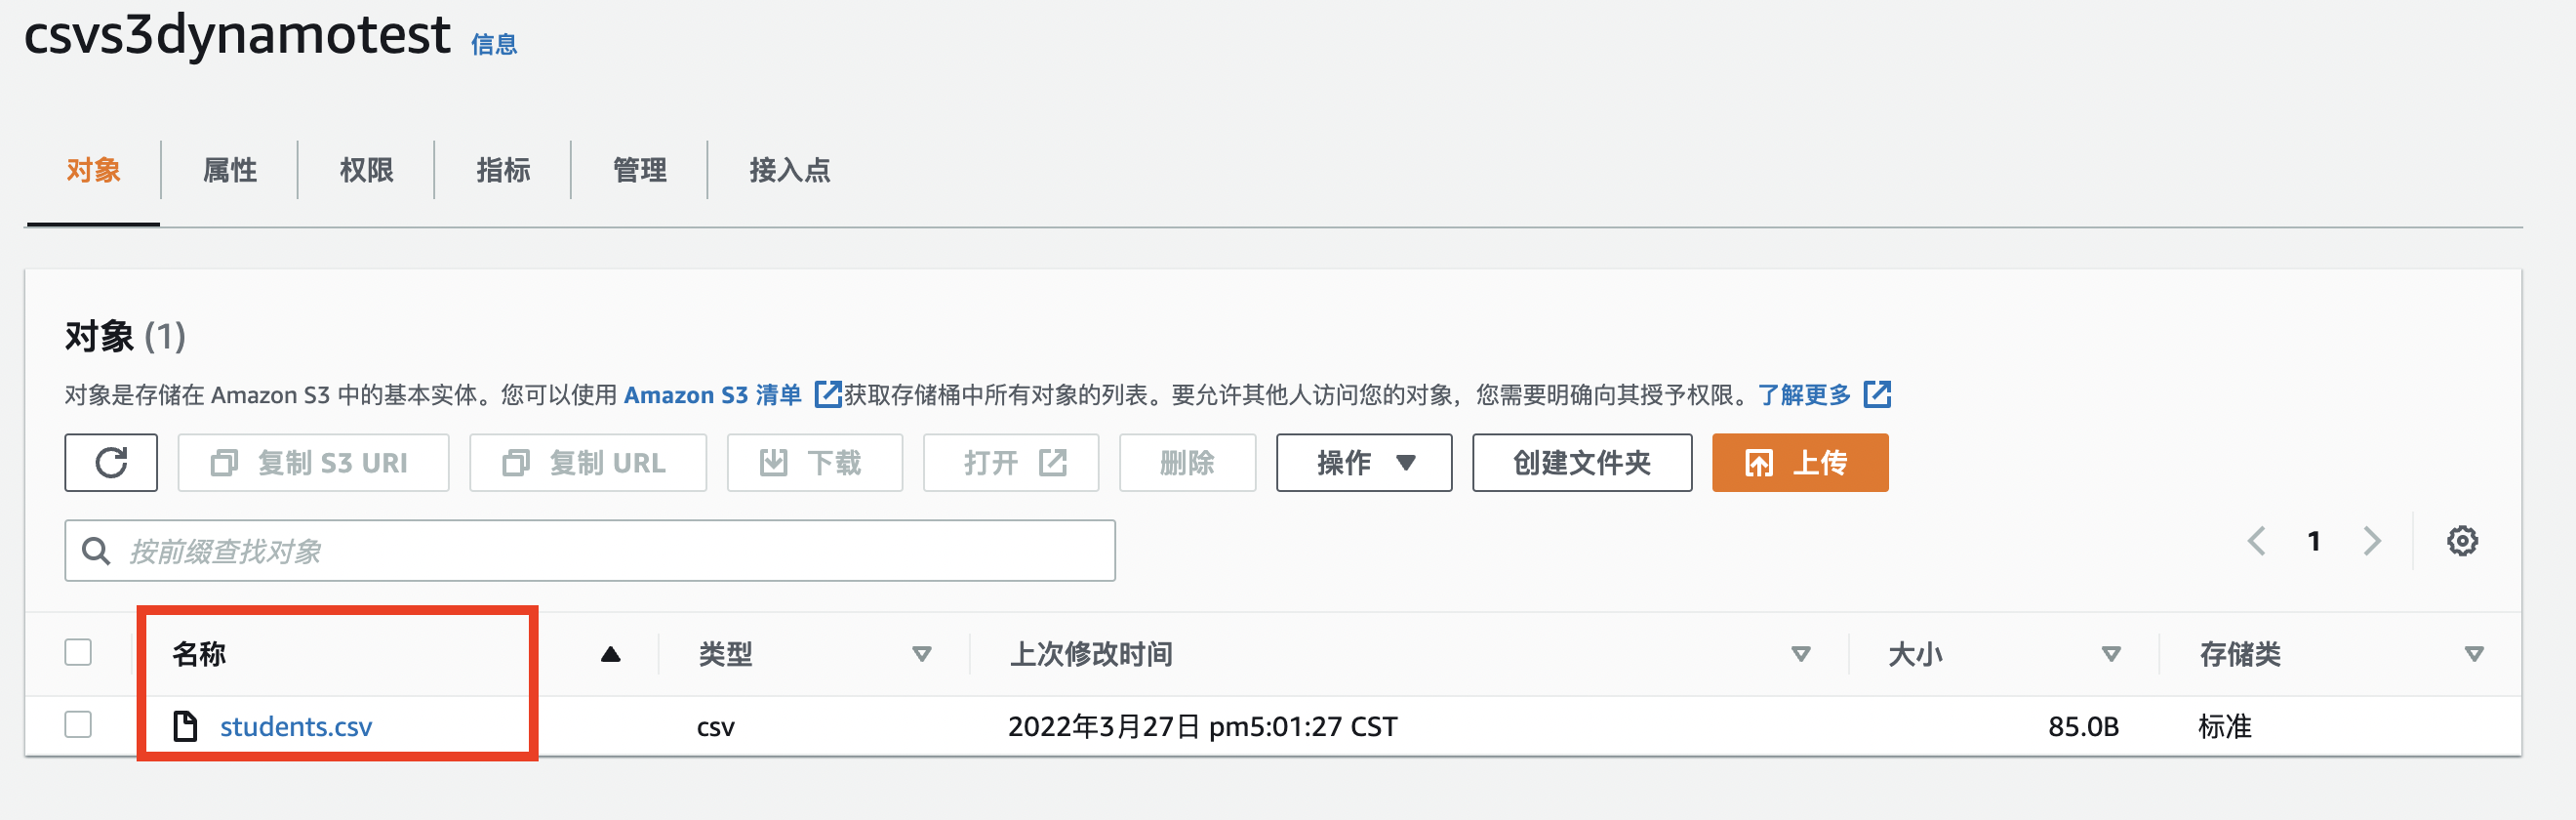 csvs3dynamotest 信息
对象 属性 权限 指标 管理 接入点
对象 (1)
对象是存储在 Amazon S3 中的基本实体。您可以使用 Amazon S3 清单 获取存储桶中所有对象的列表。要允许其他人访问您的对象，您需要明确向其授予权限。了解更多
复制 S3 URI 复制 URL 下载 打开 删除 操作 创建文件夹 上传
按前缀查找对象 1
名称 类型 上次修改时间 大小 存储类
students.csv csv 2022年3月27日 pm5:01:27 CST 85.0B 标准